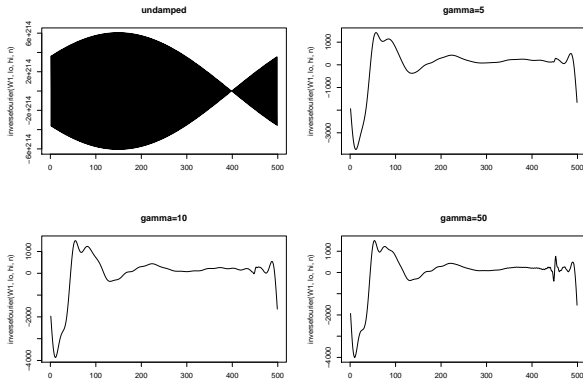 undamped
inversefourier(W1, lo, hi, n)
6e+214
2e+214
−2e+214
−6e+214
0 100 200 300 400 500
gamma=5
inversefourier(W1, lo, hi, n)
1000
−1000
−3000
0 100 200 300 400 500
gamma=10
inversefourier(W1, lo, hi, n)
1000
0
−2000
−4000
0 100 200 300 400 500
gamma=50
inversefourier(W1, lo, hi, n)
1000
0
−2000
−4000
0 100 200 300 400 500